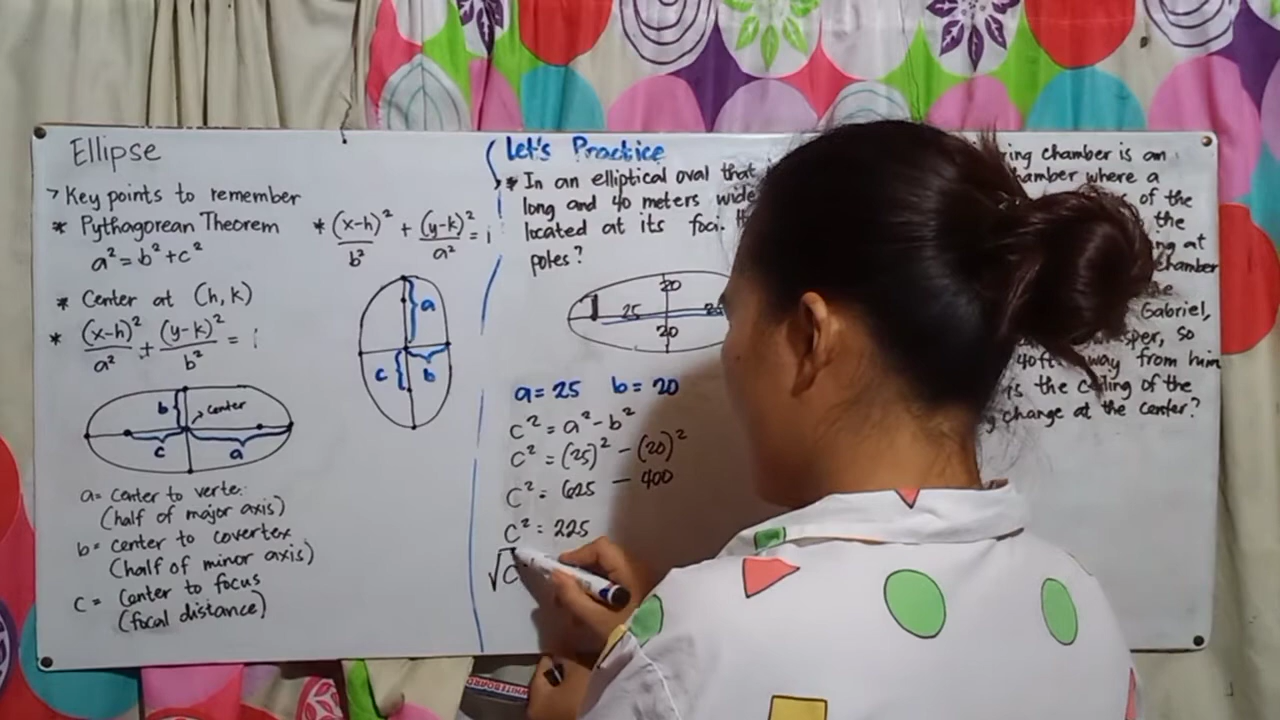 Ellipse
> Key points to remember
* Pythagorean Theorem
a² = b² + c²
* Center at (h, k)
* (x-h)²/a² + (y-k)²/b² = 1
b
center
c
a
a = center to verte
(half of major axis)
b = center to covertex
(half of minor axis)
c = center to focus
(focal distance)
* (x-h)²/b² + (y-k)²/a² = 1
a
c
b
Let's Practice
* In an elliptical oval that
long and 40 meters wide
located at its foci.
poles?
20
25
20
a = 25 b = 20
c² = a² - b²
c² = (25)² - (20)²
c² = 625 - 400
c² = 225
√c
ring chamber is an
hamber where a
of the
the
ng at
chamber
Gabriel,
sper, so
40ft away from him
is the ceiling of the
change at the center?
WHITEBOARD